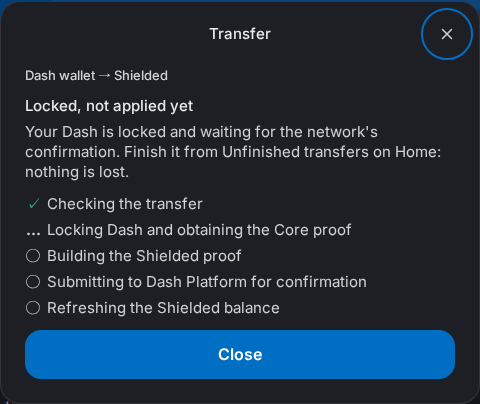 Transfer
Dash wallet → Shielded
Locked, not applied yet
Your Dash is locked and waiting for the network's
confirmation. Finish it from Unfinished transfers on Home:
nothing is lost.
✓ Checking the transfer
... Locking Dash and obtaining the Core proof
○ Building the Shielded proof
○ Submitting to Dash Platform for confirmation
○ Refreshing the Shielded balance
Close